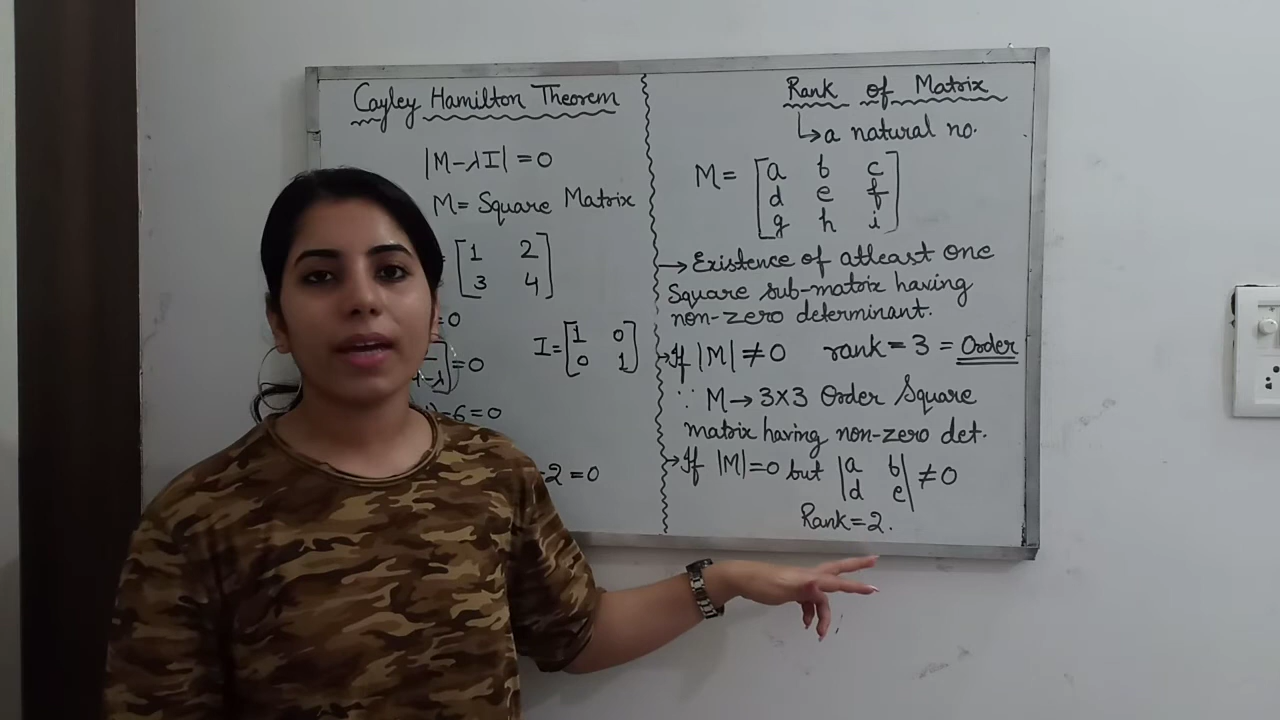 Cayley Hamilton Theorem
|M-λI| = 0
M = Square Matrix
= [1 2
3 4]
=0
I = [1 0
0 1]
-λ] = 0
-6=0
-2 = 0
Rank of Matrix
↳ a natural no.
M = [a b c
d e f
g h i]
→ Existence of atleast one
Square sub-matrix having
non-zero determinant.
→ If |M| ≠ 0 rank = 3 = Order
∵ M → 3×3 Order Square
matrix having non-zero det.
→ If |M| = 0 but |a b
d e| ≠ 0
Rank = 2.